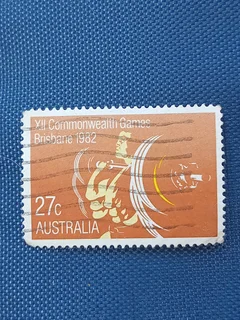 XII Commonwealth Games
Brisbane 1982
27c
AUSTRALIA